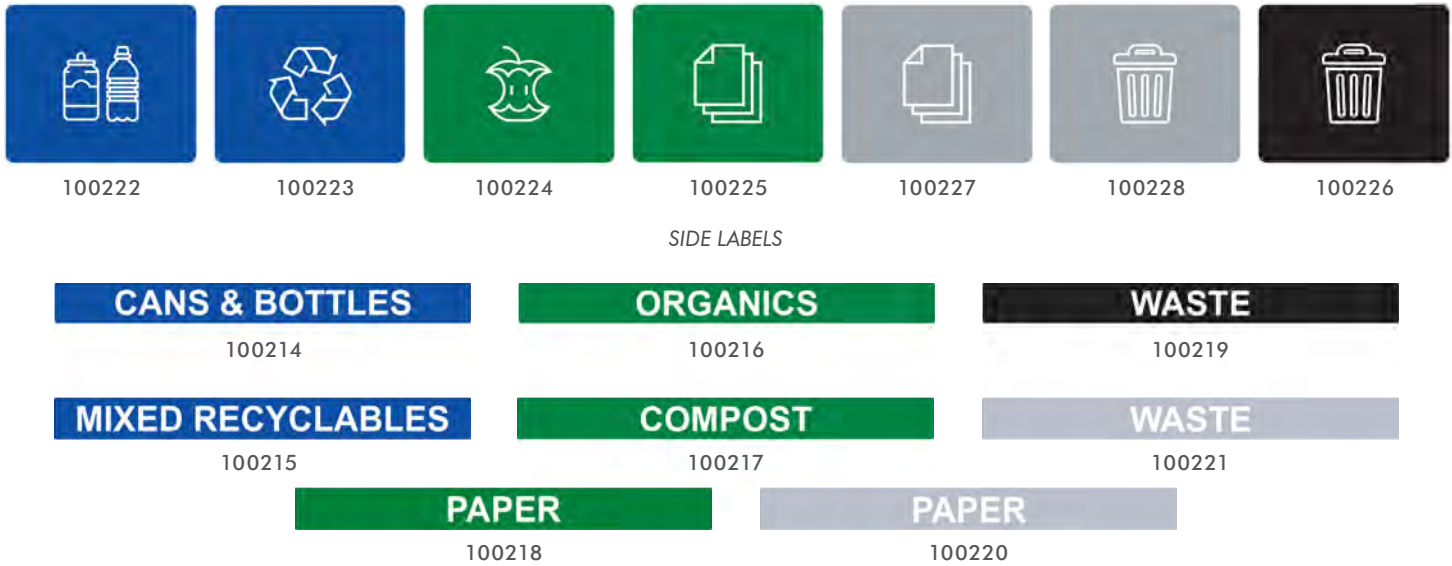 100222 100223 100224 100225 100227 100228 100226
SIDE LABELS
CANS & BOTTLES ORGANICS WASTE
100214 100216 100219
MIXED RECYCLABLES COMPOST WASTE
100215 100217 100221
PAPER PAPER
100218 100220